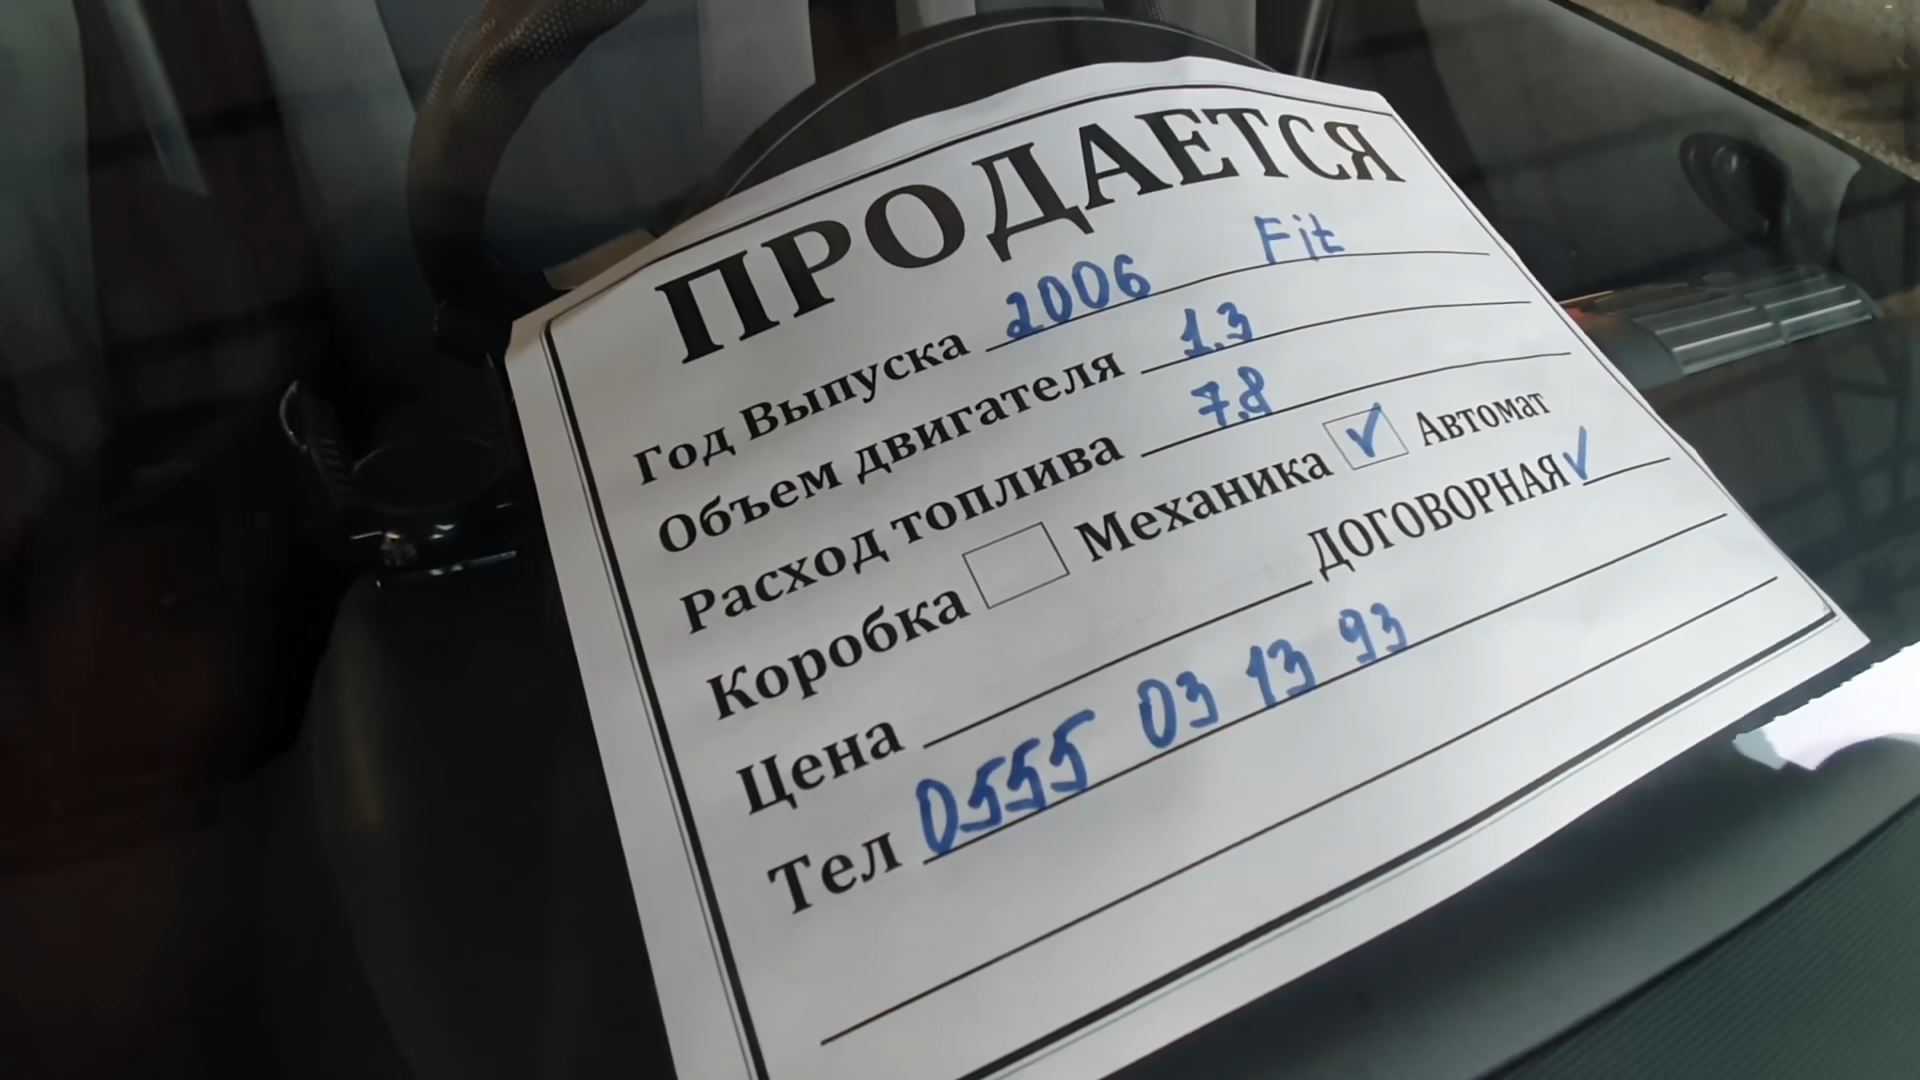 ПРОДАЕТСЯ
Год Выпуска 2006 Fit
Объем двигателя 1.3
Расход топлива 7.8
Коробка ☐ Механика ☑ Автомат
Цена ДОГОВОРНАЯ ✓
Тел 0555 03 13 93